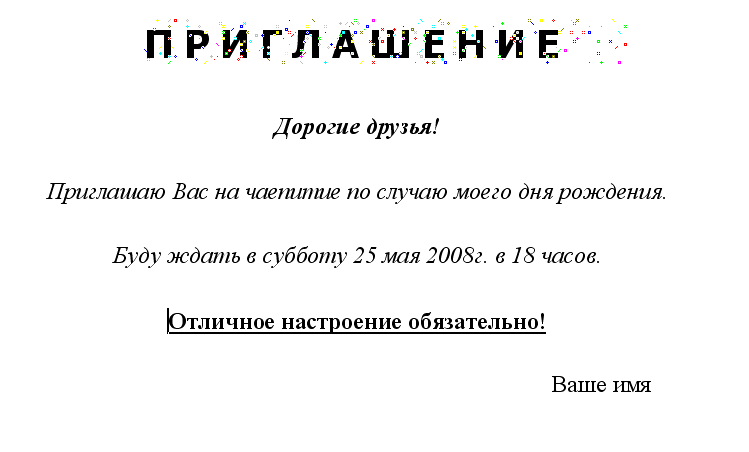 ПРИГЛАШЕНИЕ
Дорогие друзья!
Приглашаю Вас на чаепитие по случаю моего дня рождения.
Буду ждать в субботу 25 мая 2008г. в 18 часов.
Отличное настроение обязательно!
Ваше имя